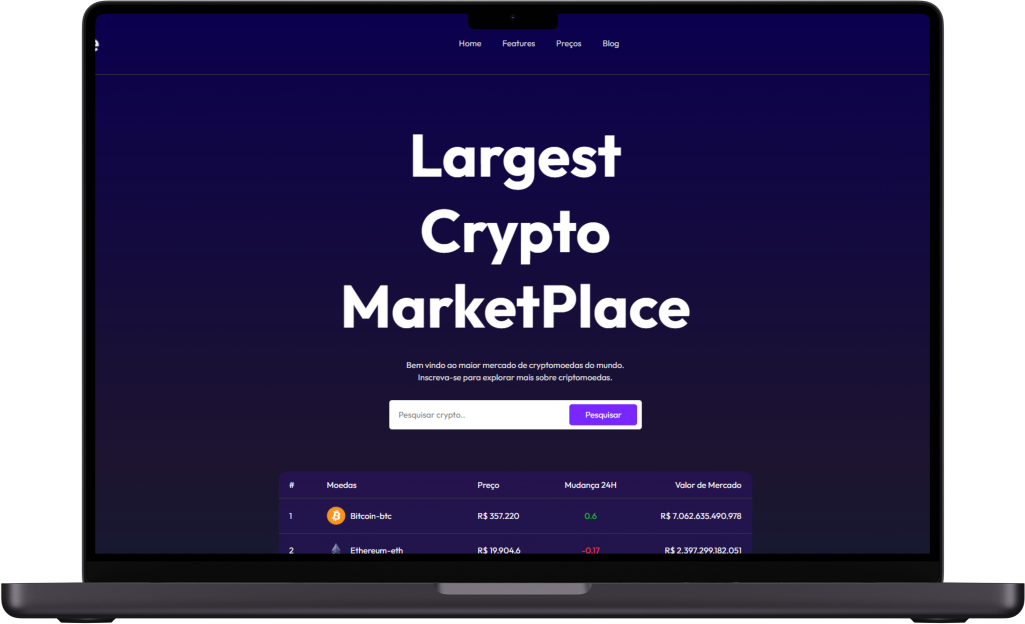 Home Features Preços Blog
Largest
Crypto
MarketPlace
Bem vindo ao maior mercado de cryptomoedas do mundo.
Inscreva-se para explorar mais sobre criptomoedas.
Pesquisar crypto.. Pesquisar
# Moedas Preço Mudança 24H Valor de Mercado
1 Bitcoin-btc R$ 357.220 0.6 R$ 7.062.635.490.978
2 Ethereum-eth R$ 19.904,6 -0.17 R$ 2.397.299.182.051